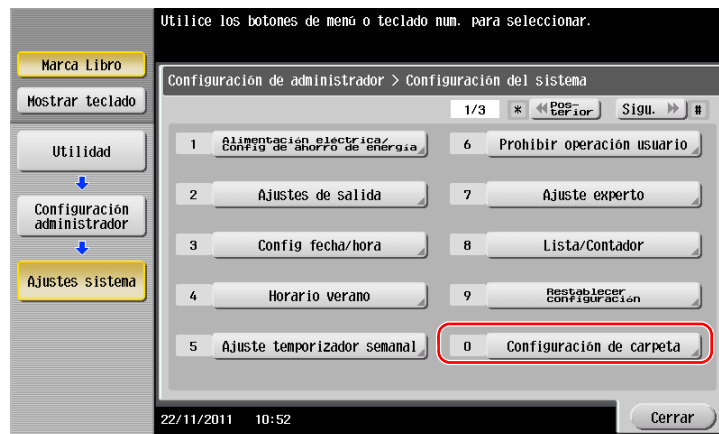 Utilice los botones de menú o teclado num. para seleccionar.
Marca Libro
Mostrar teclado
Utilidad
Configuración
administrador
Ajustes sistema
Configuración de administrador > Configuración del sistema
1/3 * Pos-
terior Sigu. #
1 Alimentación eléctrica/
Config de ahorro de energía
6 Prohibir operación usuario
2 Ajustes de salida
7 Ajuste experto
3 Config fecha/hora
8 Lista/Contador
4 Horario verano
9 Restablecer
configuración
5 Ajuste temporizador semanal
0 Configuración de carpeta
22/11/2011 10:52
Cerrar